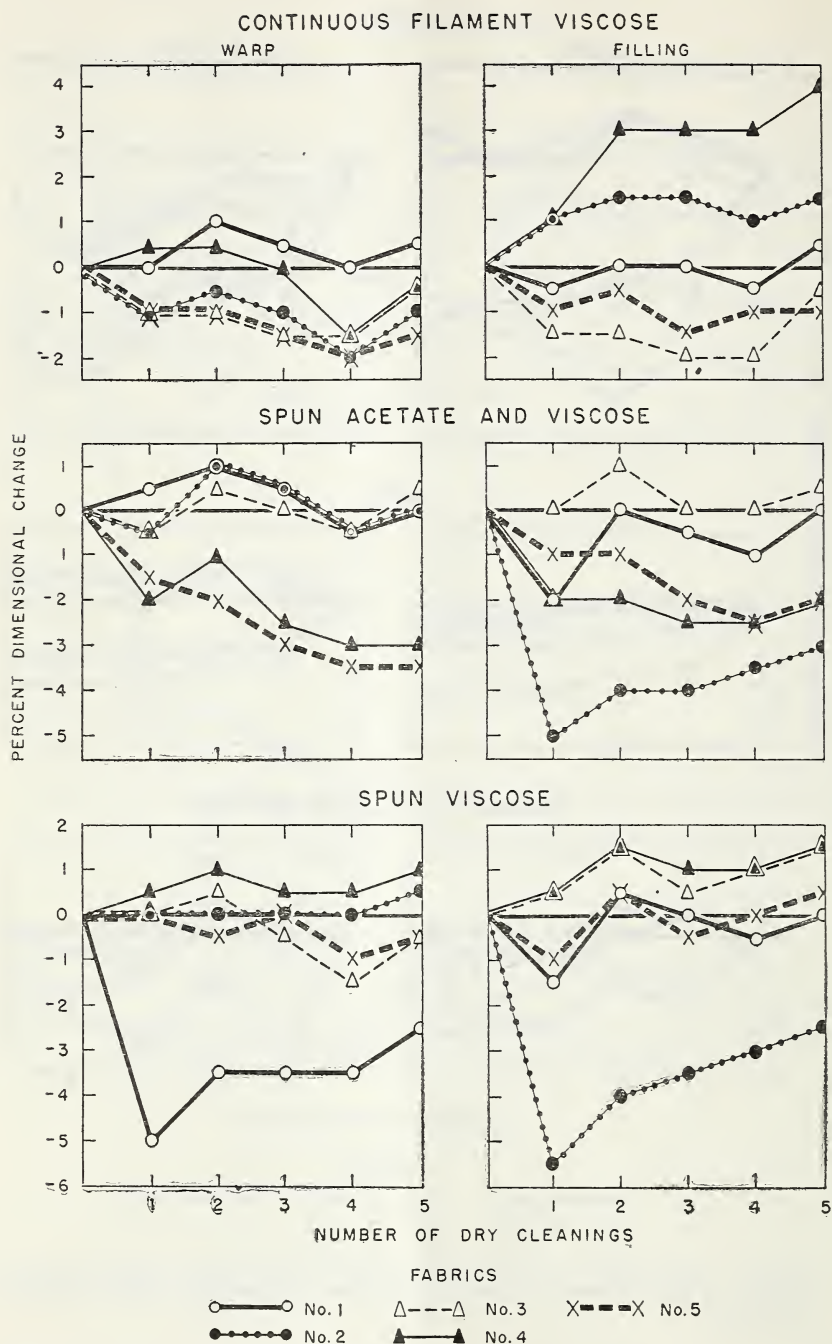 CONTINUOUS FILAMENT VISCOSE
WARP
FILLING
4
3
2
1
0
-1
-2
SPUN ACETATE AND VISCOSE
PERCENT DIMENSIONAL CHANGE
1
0
-1
-2
-3
-4
-5
SPUN VISCOSE
2
1
0
-1
-2
-3
-4
-5
-6
1 2 3 4 5
1 2 3 4 5
NUMBER OF DRY CLEANINGS
FABRICS
No. 1
No. 3
No. 5
No. 2
No. 4